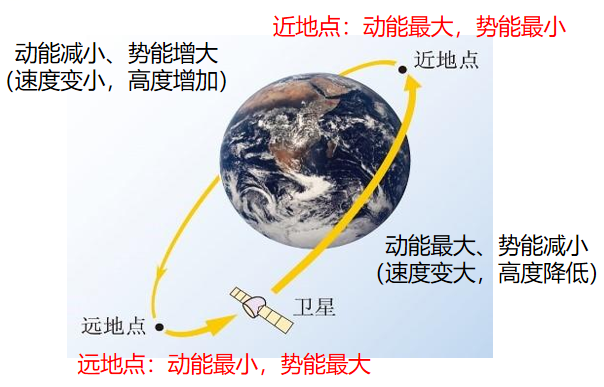 近地点：动能最大，势能最小
动能减小、势能增大
（速度变小，高度增加）
近地点
动能最大、势能减小
（速度变大，高度降低）
卫星
远地点
远地点：动能最小，势能最大